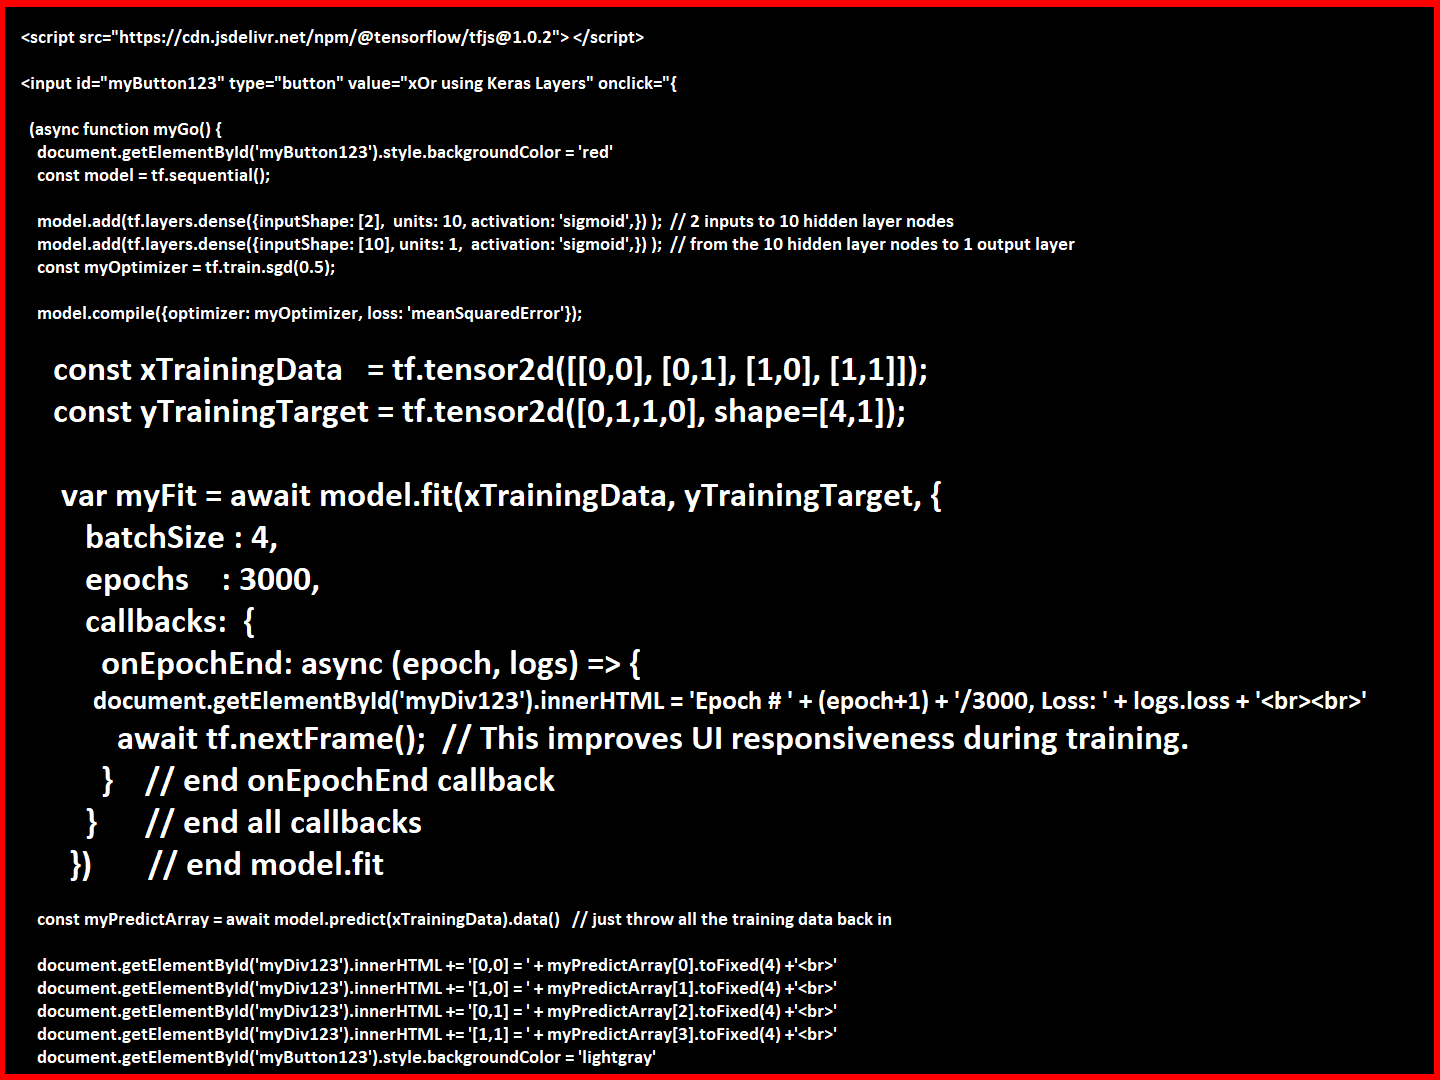 <script src="https://cdn.jsdelivr.net/npm/@tensorflow/tfjs@1.0.2"> </script>
<input id="myButton123" type="button" value="xOr using Keras Layers" onclick="{
(async function myGo() {
document.getElementById('myButton123').style.backgroundColor = 'red'
const model = tf.sequential();
model.add(tf.layers.dense({inputShape: [2],  units: 10, activation: 'sigmoid',}) );  // 2 inputs to 10 hidden layer nodes
model.add(tf.layers.dense({inputShape: [10], units: 1,  activation: 'sigmoid',}) );  // from the 10 hidden layer nodes to 1 output layer
const myOptimizer = tf.train.sgd(0.5);
model.compile({optimizer: myOptimizer, loss: 'meanSquaredError'});
const xTrainingData   = tf.tensor2d([[0,0], [0,1], [1,0], [1,1]]);
const yTrainingTarget = tf.tensor2d([0,1,1,0], shape=[4,1]);
var myFit = await model.fit(xTrainingData, yTrainingTarget, {
batchSize : 4,
epochs    : 3000,
callbacks:  {
onEpochEnd: async (epoch, logs) => {
document.getElementById('myDiv123').innerHTML = 'Epoch # ' + (epoch+1) + '/3000, Loss: ' + logs.loss + '<br><br>'
await tf.nextFrame();  // This improves UI responsiveness during training.
}    // end onEpochEnd callback
}      // end all callbacks
})       // end model.fit
const myPredictArray = await model.predict(xTrainingData).data()   // just throw all the training data back in
document.getElementById('myDiv123').innerHTML += '[0,0] = ' + myPredictArray[0].toFixed(4) +'<br>'
document.getElementById('myDiv123').innerHTML += '[1,0] = ' + myPredictArray[1].toFixed(4) +'<br>'
document.getElementById('myDiv123').innerHTML += '[0,1] = ' + myPredictArray[2].toFixed(4) +'<br>'
document.getElementById('myDiv123').innerHTML += '[1,1] = ' + myPredictArray[3].toFixed(4) +'<br>'
document.getElementById('myButton123').style.backgroundColor = 'lightgray'